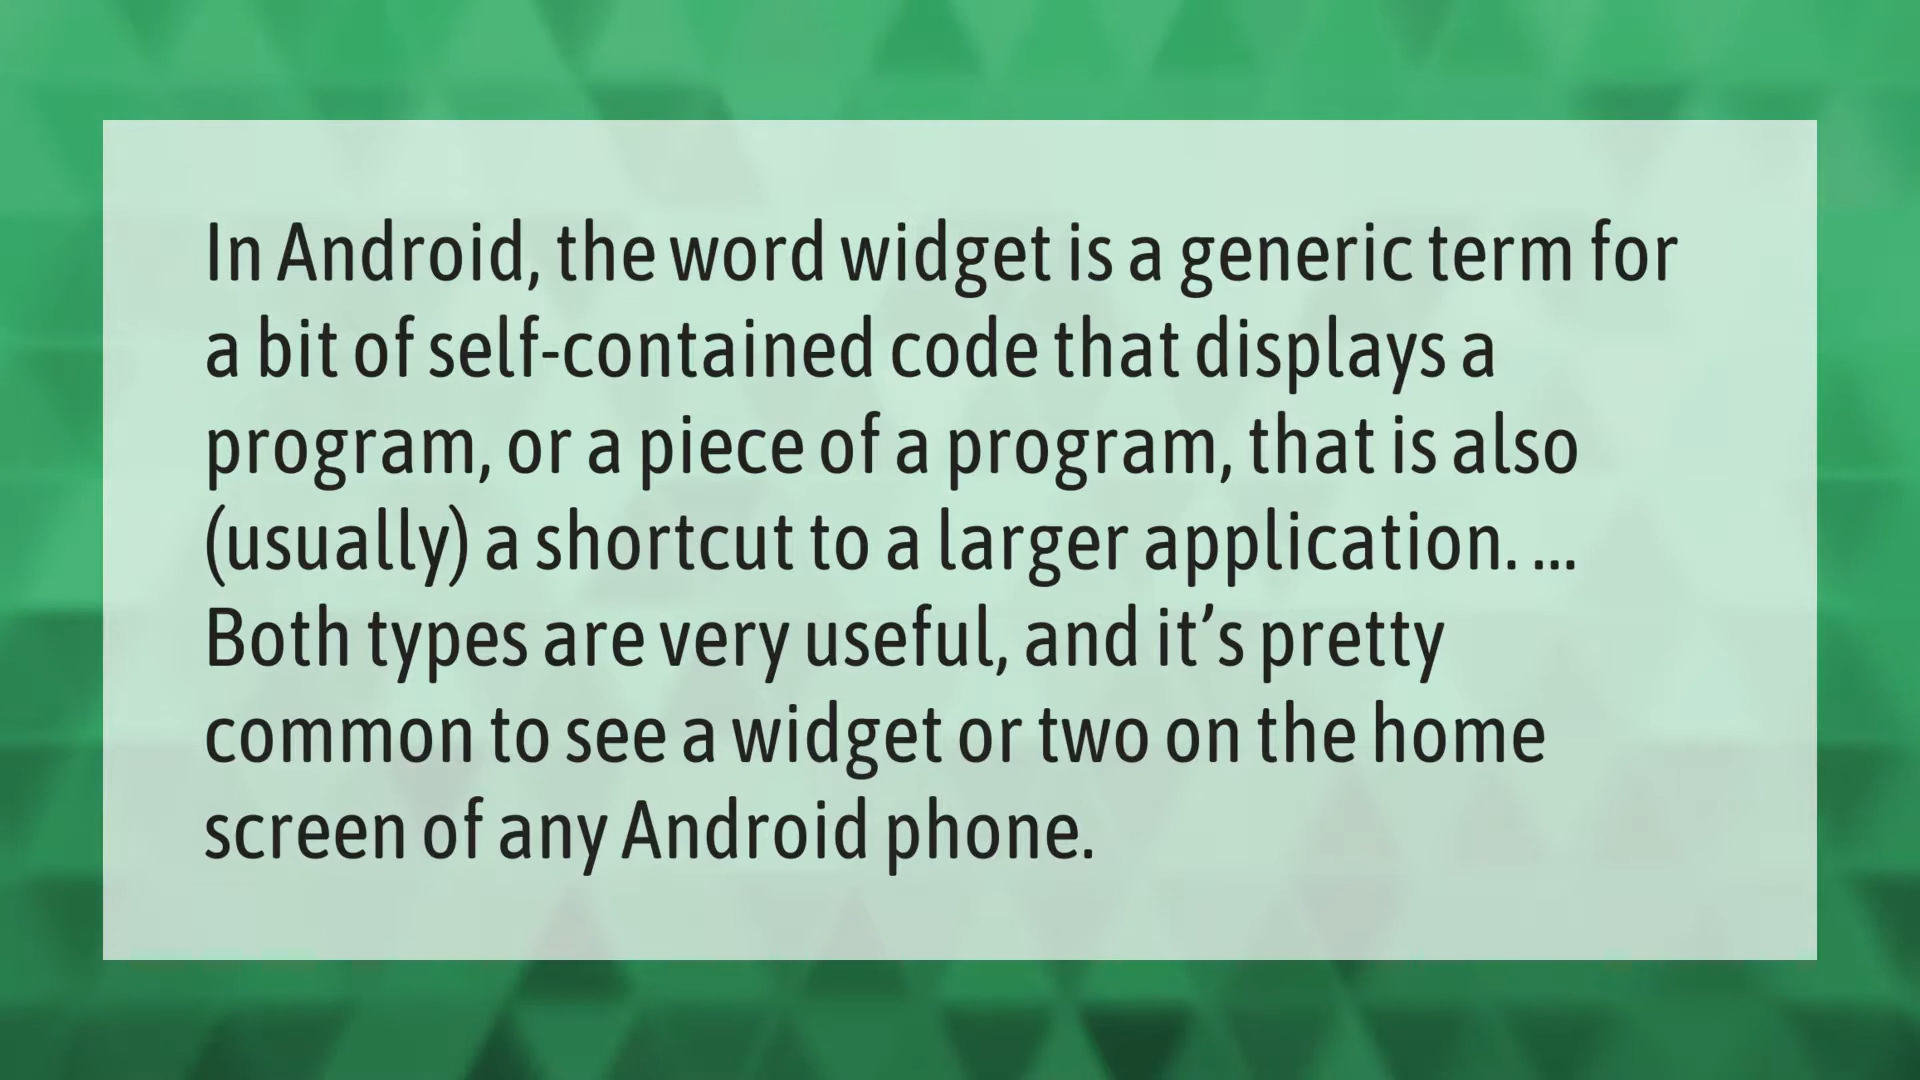 In Android, the word widget is a generic term for
a bit of self-contained code that displays a
program, or a piece of a program, that is also
(usually) a shortcut to a larger application. ...
Both types are very useful, and it’s pretty
common to see a widget or two on the home
screen of any Android phone.